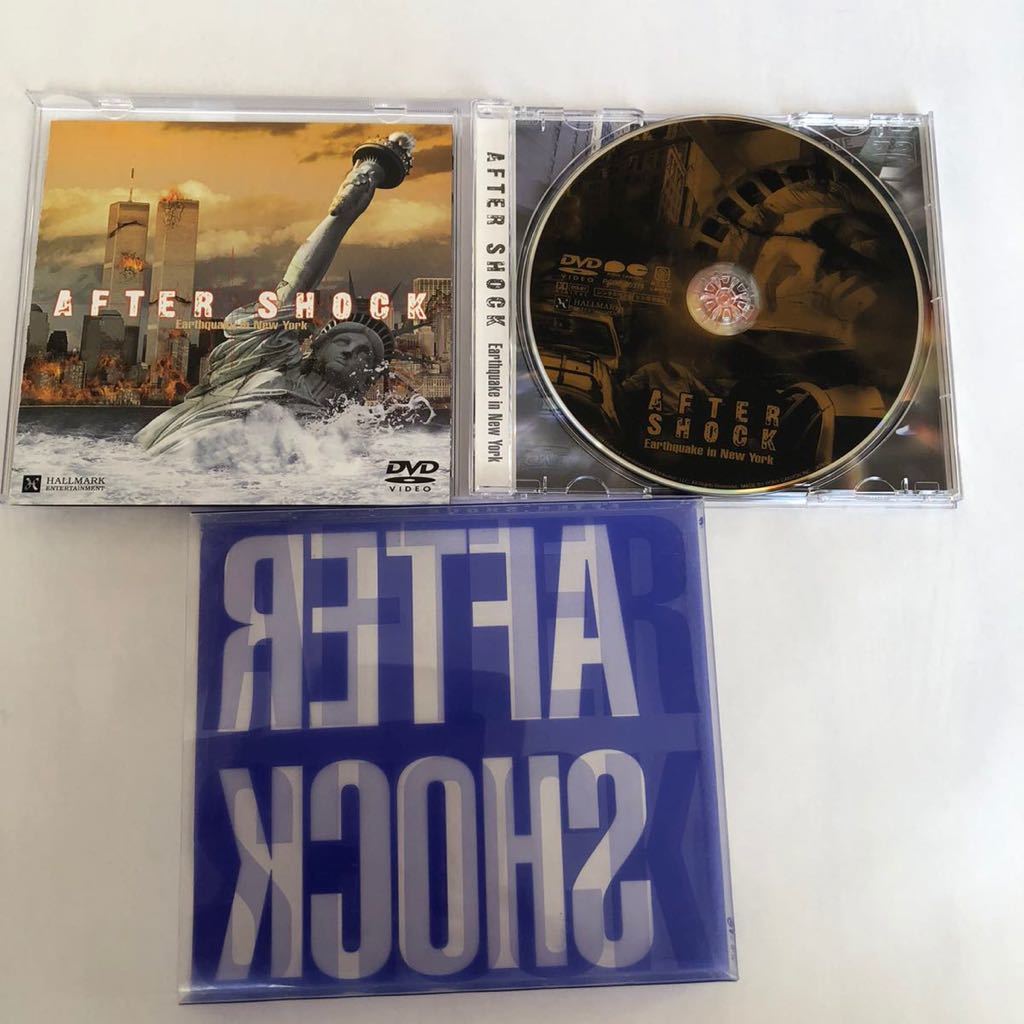 AFTER SHOCK
Earthquake in New York
HALLMARK
ENTERTAINMENT
DVD
VIDEO
AFTER SHOCK Earthquake in New York
DVD
VIDEO
HALLMARK
AFTER
SHOCK
Earthquake in New York
AFTER
SHOCK